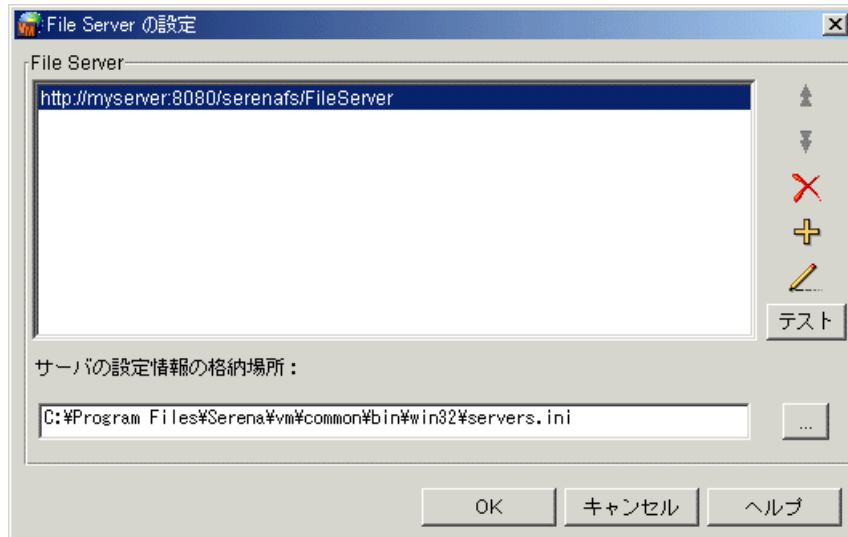 File Server の設定
File Server
http://myserver:8080/serenafs/FileServer
テスト
サーバの設定情報の格納場所：
C:¥Program Files¥Serena¥vm¥common¥bin¥win32¥servers.ini
...
OK
キャンセル
ヘルプ